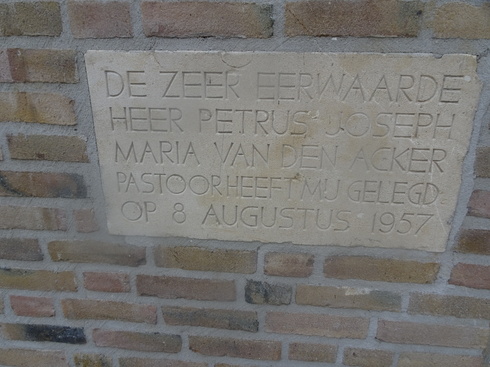 DE ZEER EERWAARDE
HEER PETRUS JOSEPH
MARIA VAN DEN ACKER
PASTOOR HEEFT MIJ GELEGD
OP 8 AUGUSTUS 1957